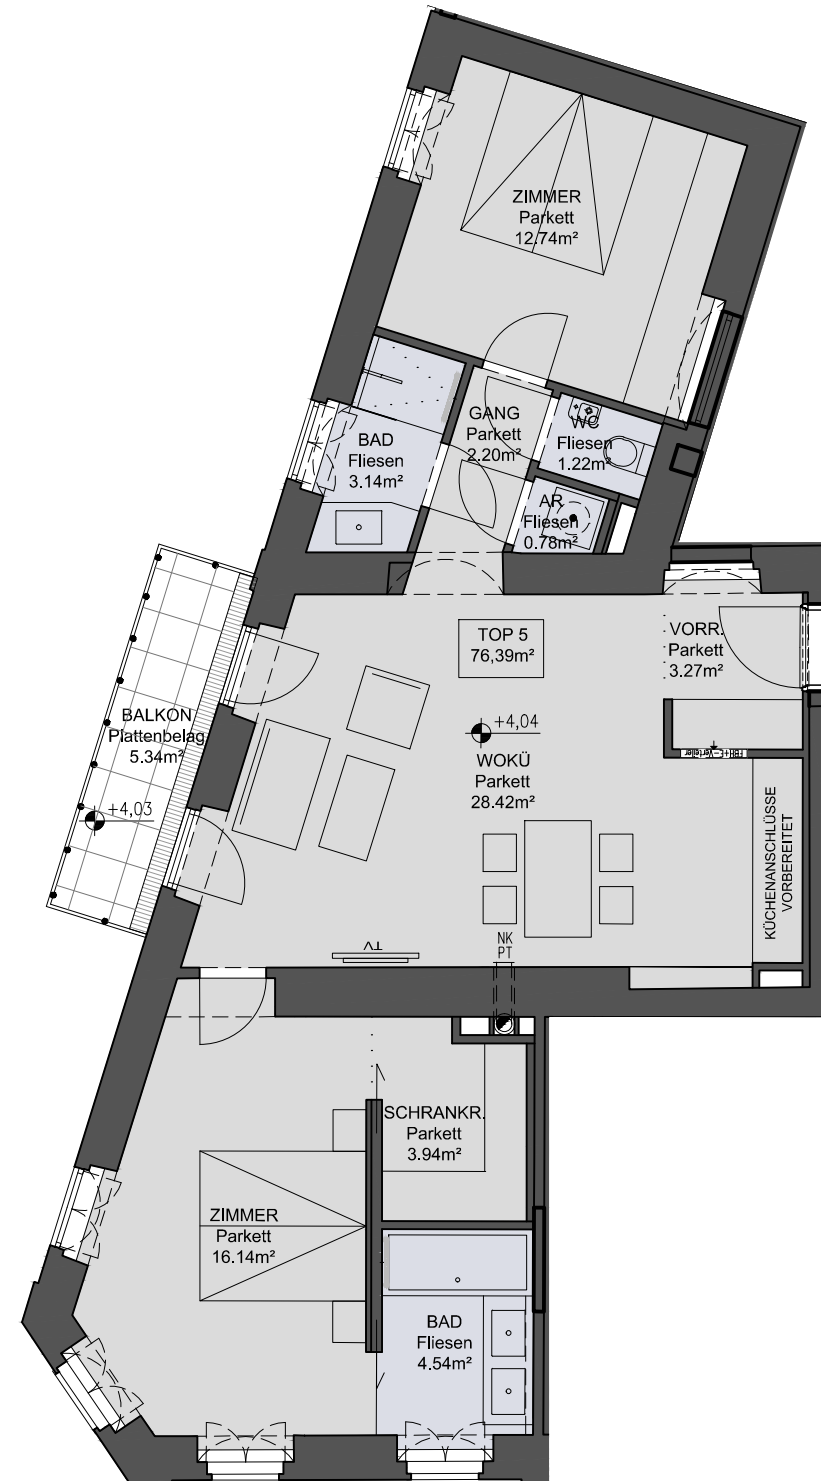 ZIMMER
Parkett
12.74m²
GANG
Parkett
2.20m²
WC
Fliesen
1.22m²
BAD
Fliesen
3.14m²
AR
Fliesen
0.78m²
TOP 5
76,39m²
VORR.
Parkett
3.27m²
BALKON
Plattenbelag
5.34m²
+4,03
+4,04
WOKÜ
Parkett
28.42m²
FBH-Verteiler
KÜCHENANSCHLÜSSE
VORBEREITET
TV
NK
PT
SCHRANKR.
Parkett
3.94m²
ZIMMER
Parkett
16.14m²
BAD
Fliesen
4.54m²